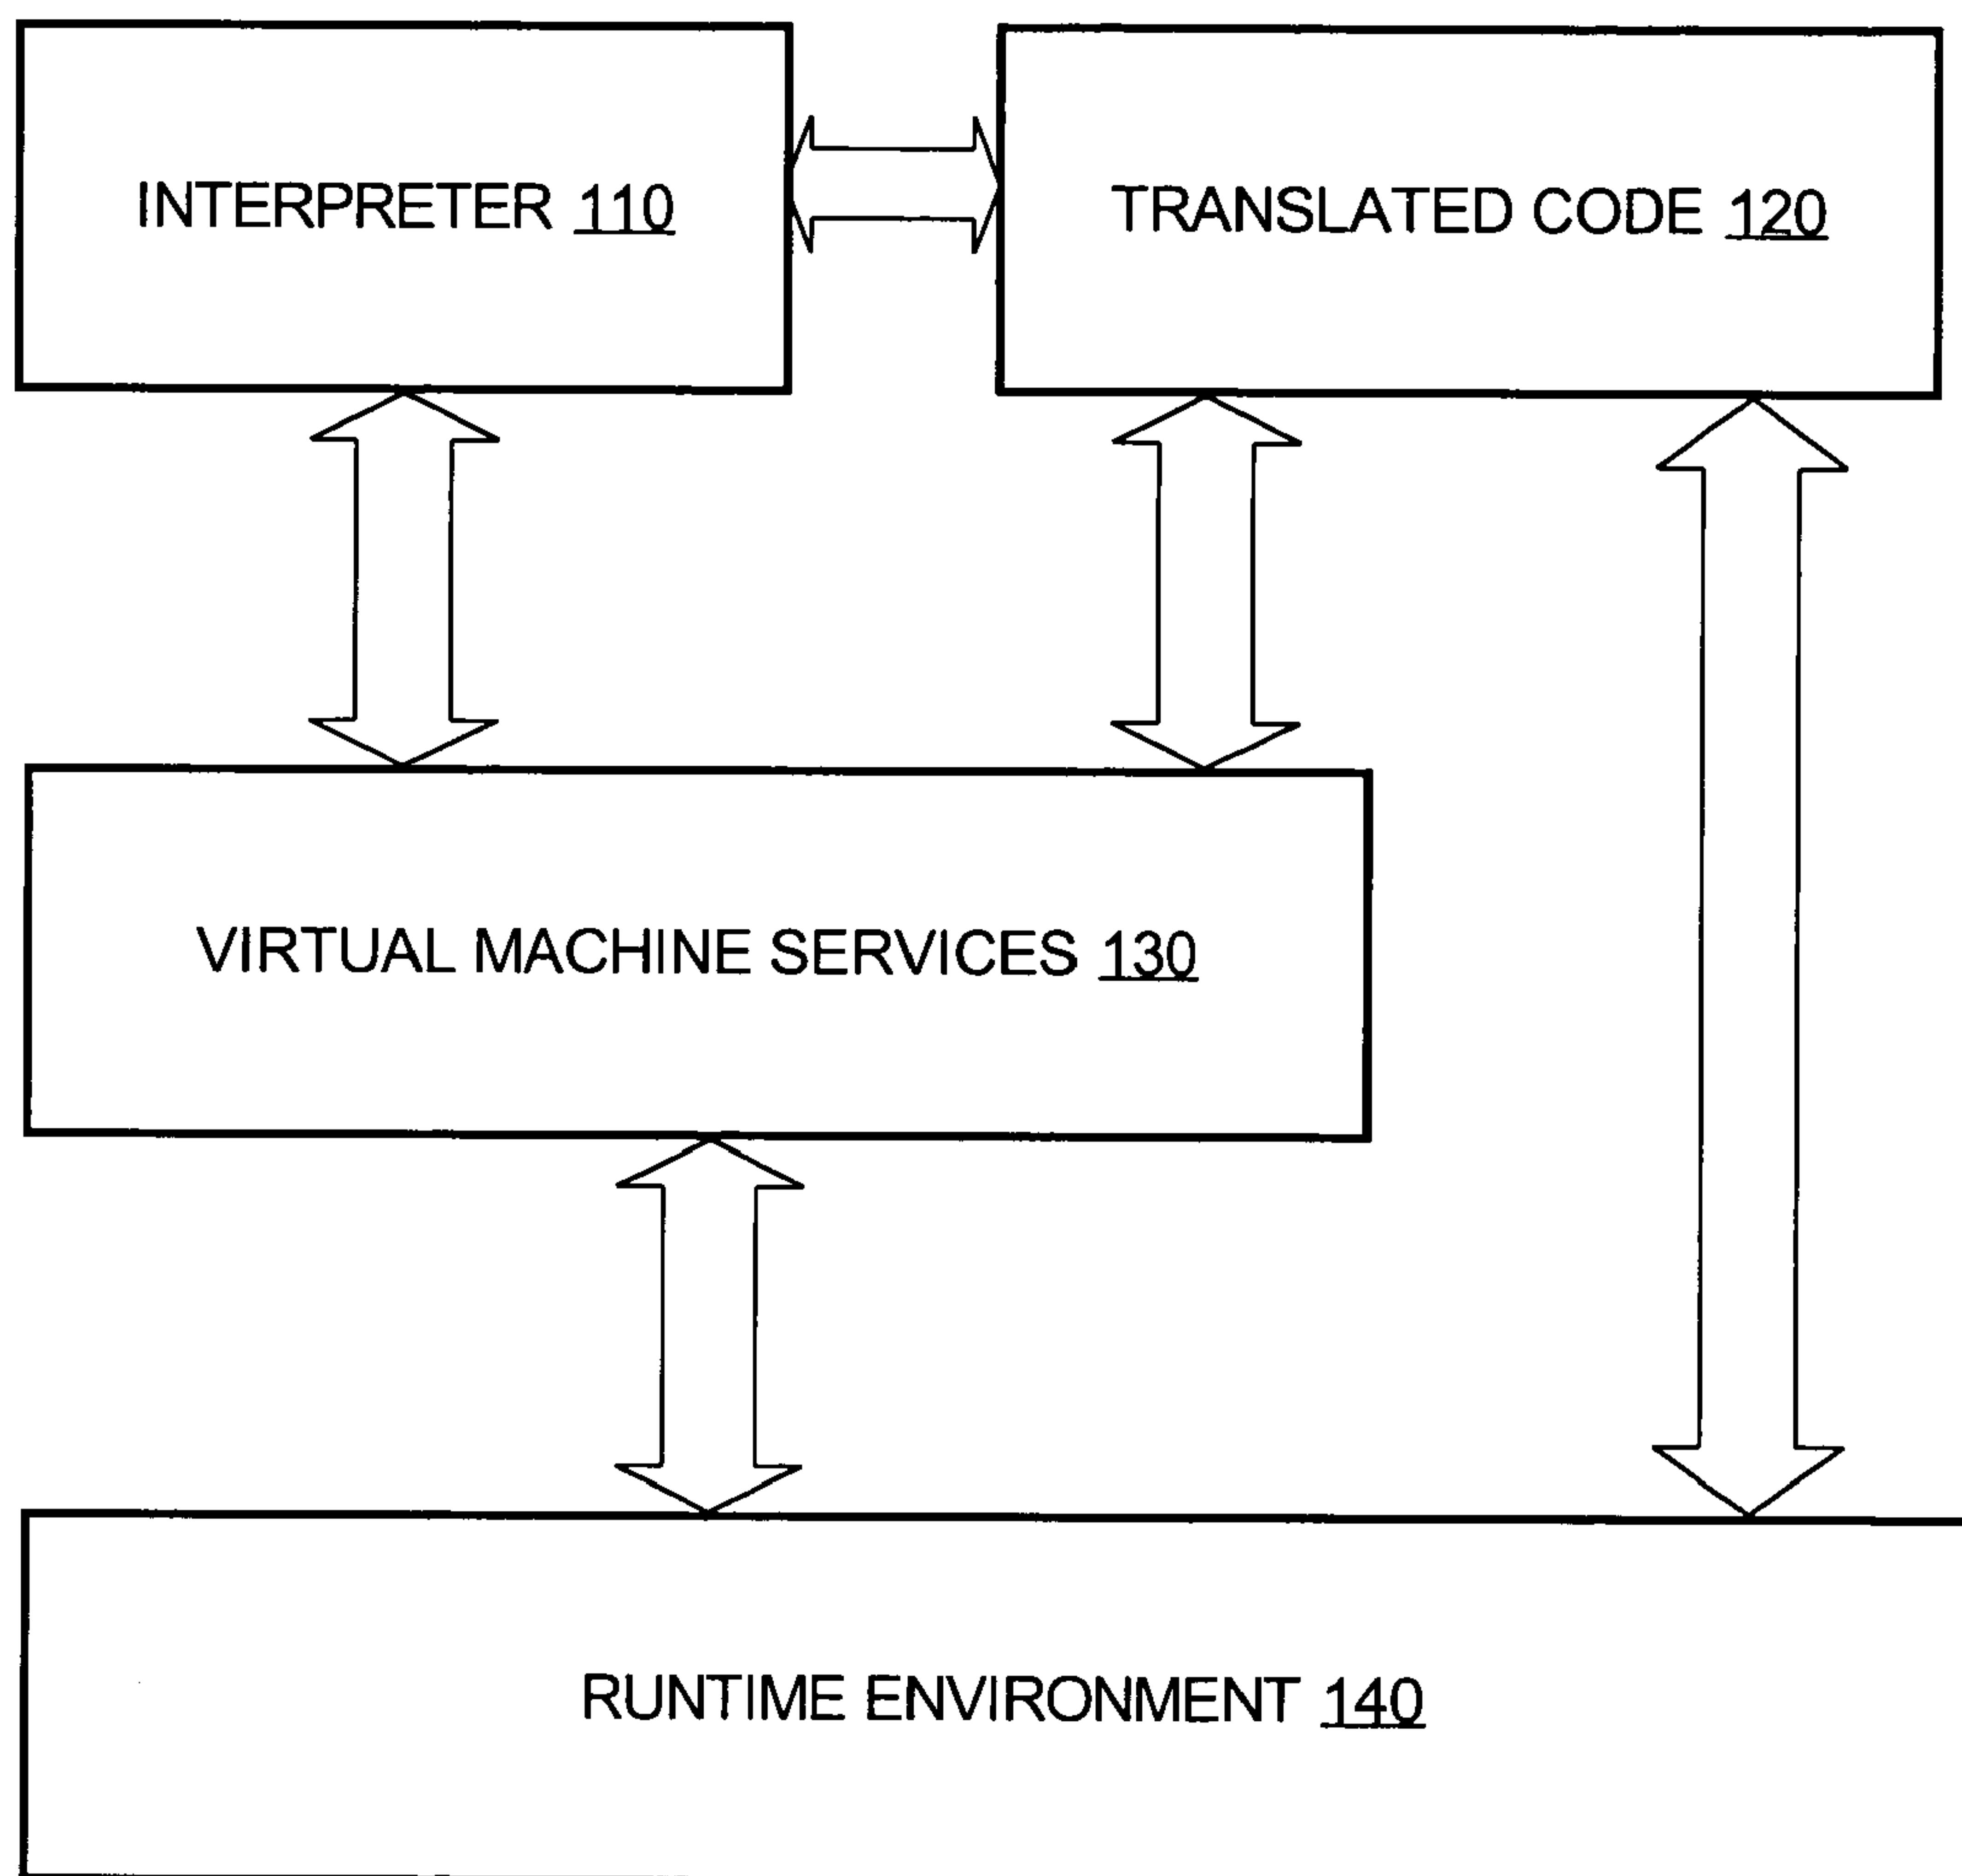 INTERPRETER 110
TRANSLATED CODE 120
VIRTUAL MACHINE SERVICES 130
RUNTIME ENVIRONMENT 140